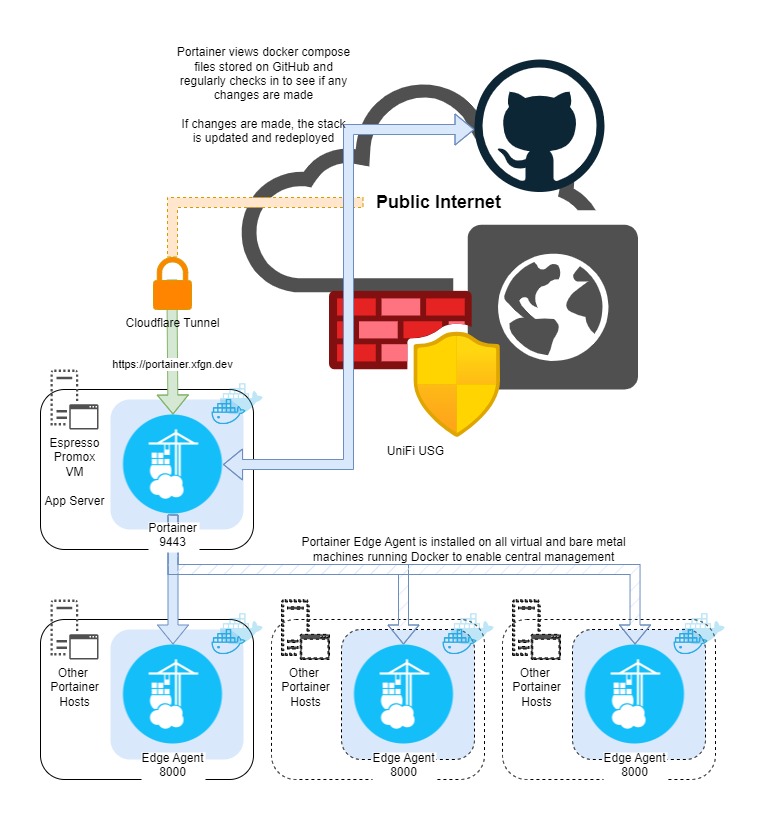 Portainer views docker compose
files stored on GitHub and
regularly checks in to see if any
changes are made
If changes are made, the stack
is updated and redeployed
Public Internet
Cloudflare Tunnel
https://portainer.xfgn.dev
UniFi USG
Espresso
Promox
VM
App Server
Portainer
9443
Portainer Edge Agent is installed on all virtual and bare metal
machines running Docker to enable central management
Other
Portainer
Hosts
Edge Agent
8000
Other
Portainer
Hosts
Edge Agent
8000
Other
Portainer
Hosts
Edge Agent
8000